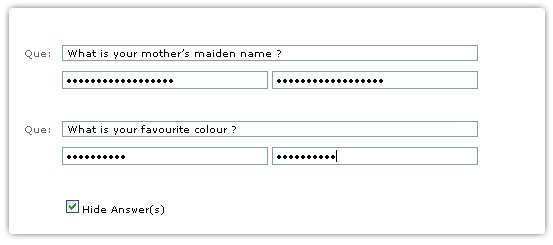 Que: What is your mother's maiden name ?
•••••••••••••••••• ••••••••••••••••••
Que: What is your favourite colour ?
•••••••••• ••••••••••
Hide Answer(s)